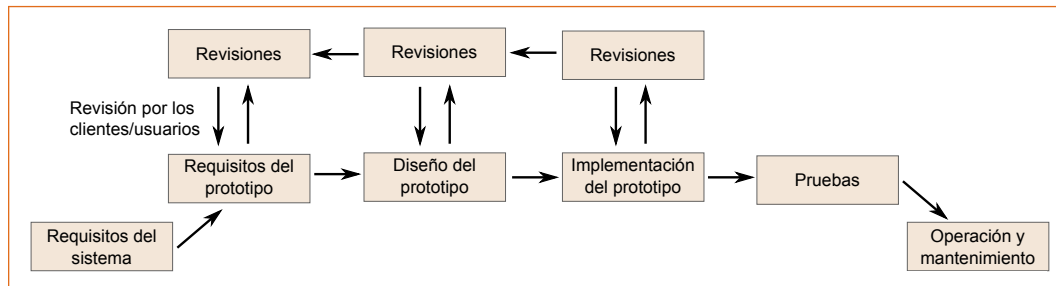 Revisiones
Revisiones
Revisiones
Revisión por los
clientes/usuarios
Requisitos del
prototipo
Diseño del
prototipo
Implementación
del prototipo
Pruebas
Requisitos del
sistema
Operación y
mantenimiento